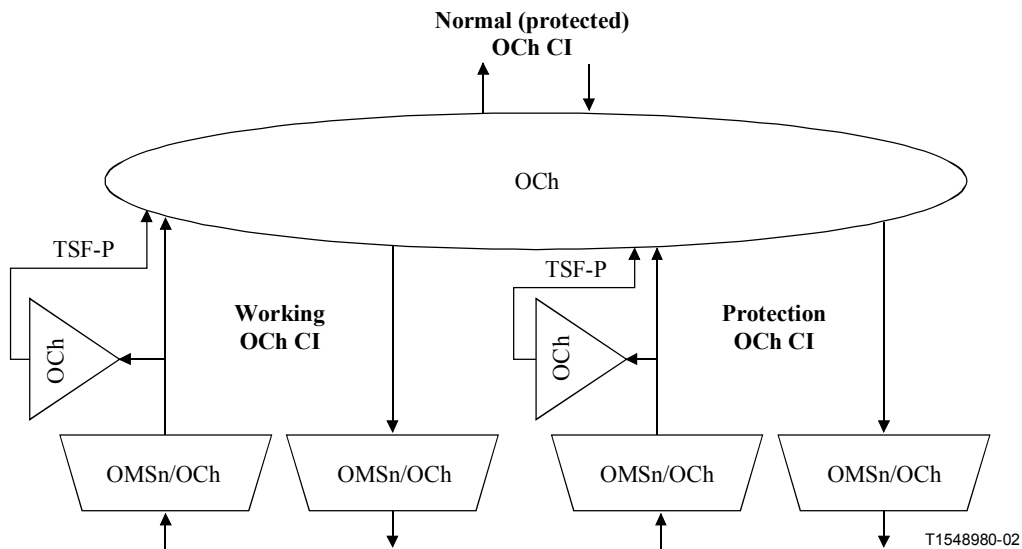 Normal (protected)
OCh CI
OCh
TSF-P
TSF-P
Working
OCh CI
Protection
OCh CI
OCh
OCh
OMSn/OCh
OMSn/OCh
OMSn/OCh
OMSn/OCh
T1548980-02